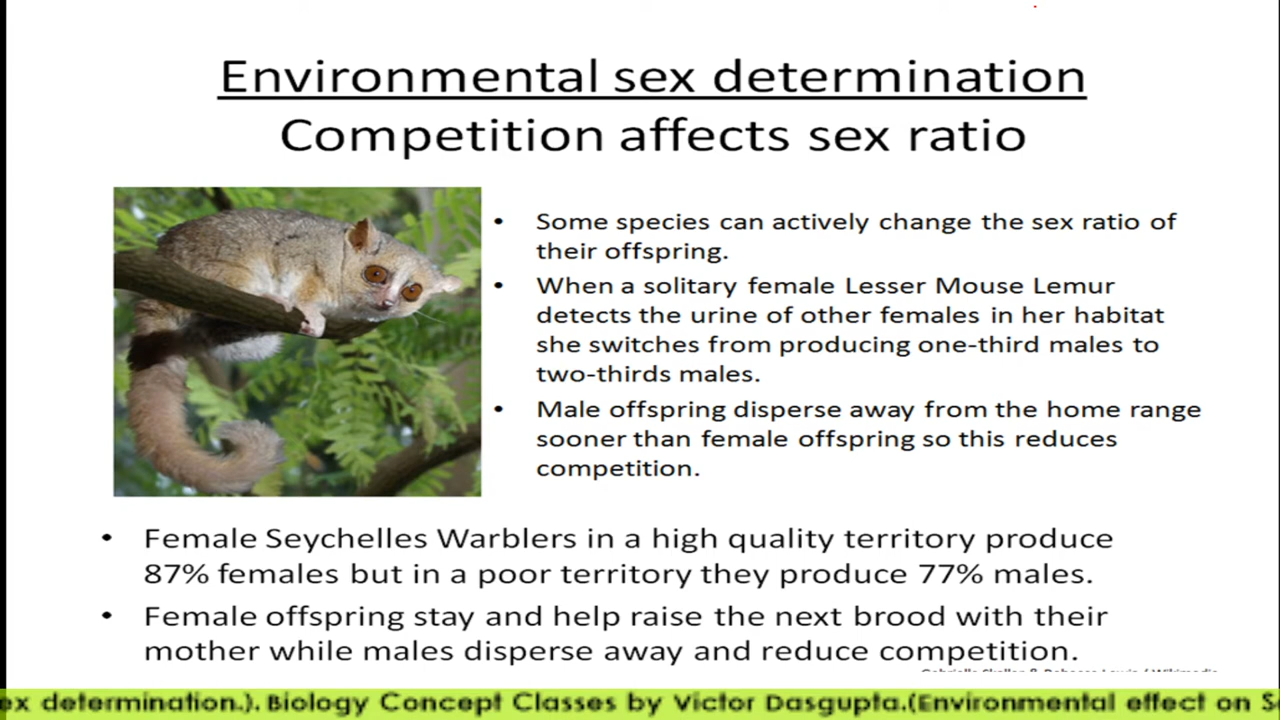 Environmental sex determination
Competition affects sex ratio
• Some species can actively change the sex ratio of
their offspring.
• When a solitary female Lesser Mouse Lemur
detects the urine of other females in her habitat
she switches from producing one-third males to
two-thirds males.
• Male offspring disperse away from the home range
sooner than female offspring so this reduces
competition.
• Female Seychelles Warblers in a high quality territory produce
87% females but in a poor territory they produce 77% males.
• Female offspring stay and help raise the next brood with their
mother while males disperse away and reduce competition.
ex determination.). Biology Concept Classes by Victor Dasgupta.(Environmental effect on S